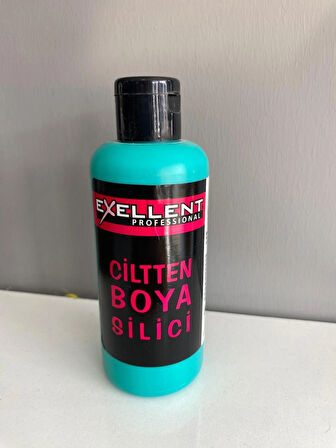 EXELLENT
PROFESSIONAL
CİLTTEN
BOYA
SİLİCİ